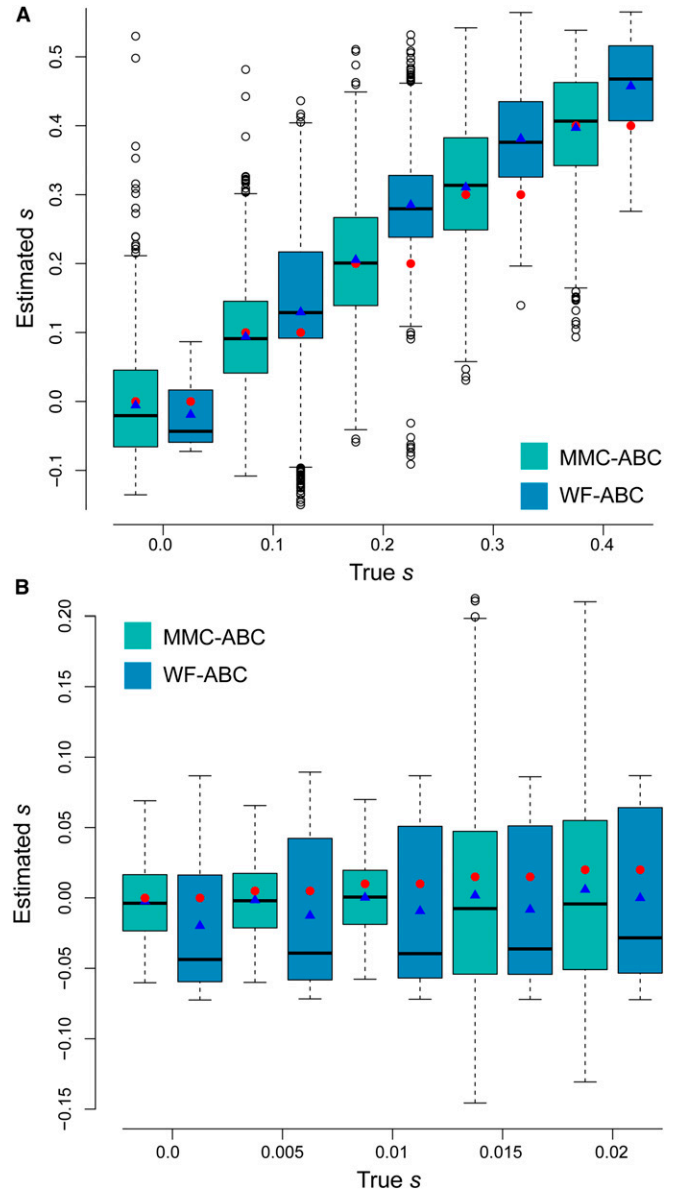 A
Estimated s
0.5
0.4
0.3
0.2
0.1
0.0
−0.1
MMC-ABC
WF-ABC
0.0 0.1 0.2 0.3 0.4
True s
B
MMC-ABC
WF-ABC
Estimated s
0.20
0.15
0.10
0.05
0.00
−0.05
−0.10
−0.15
0.0 0.005 0.01 0.015 0.02
True s